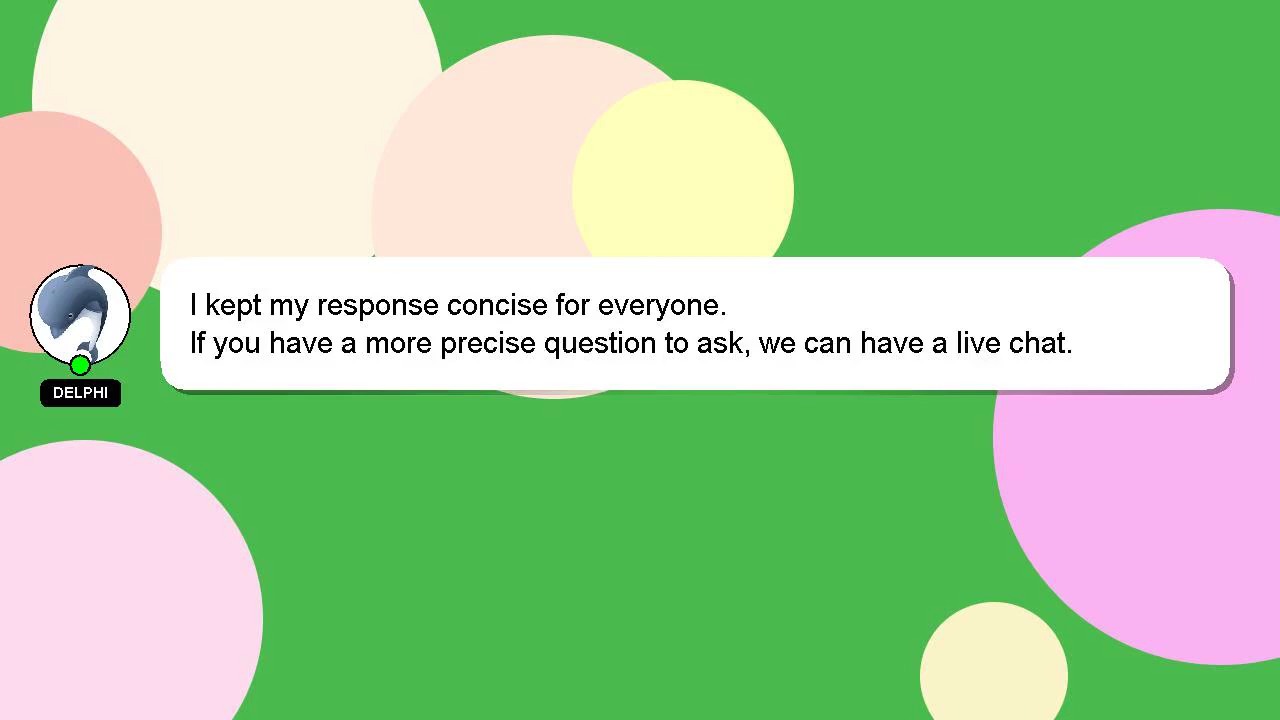 I kept my response concise for everyone.
If you have a more precise question to ask, we can have a live chat.
DELPHI